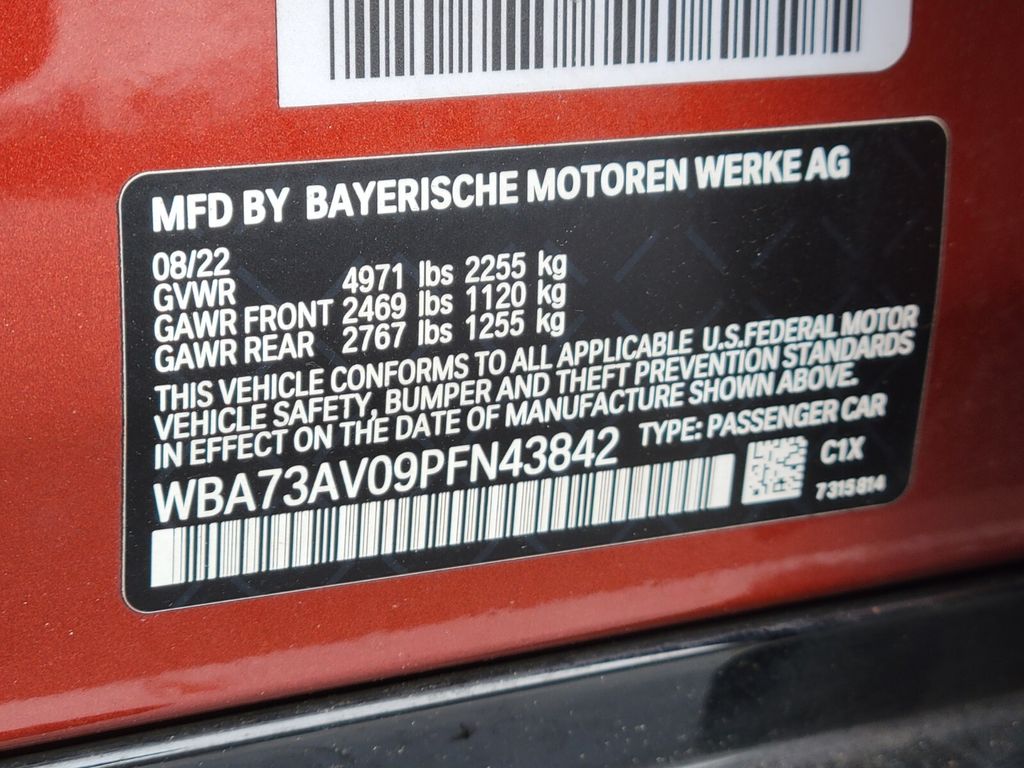 MFD BY BAYERISCHE MOTOREN WERKE AG
08/22
GVWR 4971 lbs 2255 kg
GAWR FRONT 2469 lbs 1120 kg
GAWR REAR 2767 lbs 1255 kg
THIS VEHICLE CONFORMS TO ALL APPLICABLE U.S.FEDERAL MOTOR
VEHICLE SAFETY, BUMPER AND THEFT PREVENTION STANDARDS
IN EFFECT ON THE DATE OF MANUFACTURE SHOWN ABOVE.
WBA73AV09PFN43842 TYPE: PASSENGER CAR
C1X
7315814